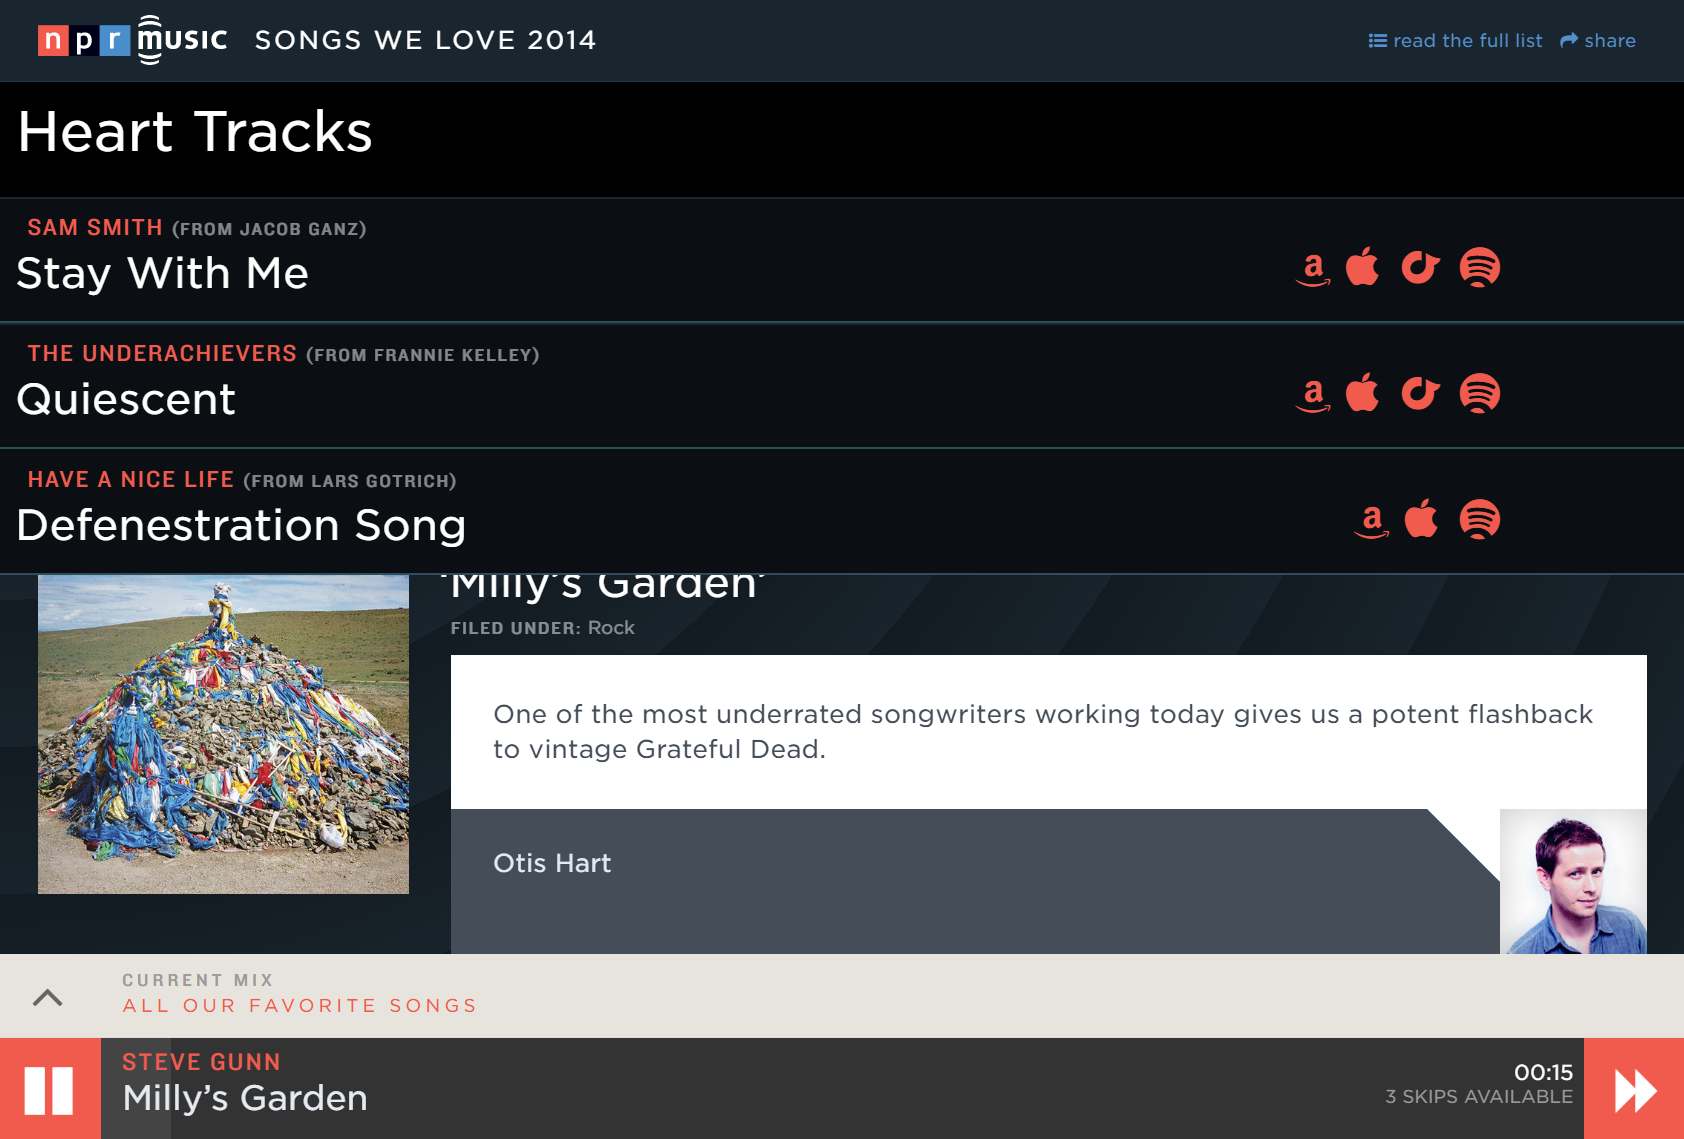 npr music SONGS WE LOVE 2014
read the full list share
Heart Tracks
SAM SMITH (FROM JACOB GANZ)
Stay With Me
THE UNDERACHIEVERS (FROM FRANNIE KELLEY)
Quiescent
HAVE A NICE LIFE (FROM LARS GOTRICH)
Defenestration Song
'Milly's Garden'
FILED UNDER: Rock
One of the most underrated songwriters working today gives us a potent flashback
to vintage Grateful Dead.
Otis Hart
CURRENT MIX
ALL OUR FAVORITE SONGS
STEVE GUNN
Milly’s Garden
00:15
3 SKIPS AVAILABLE